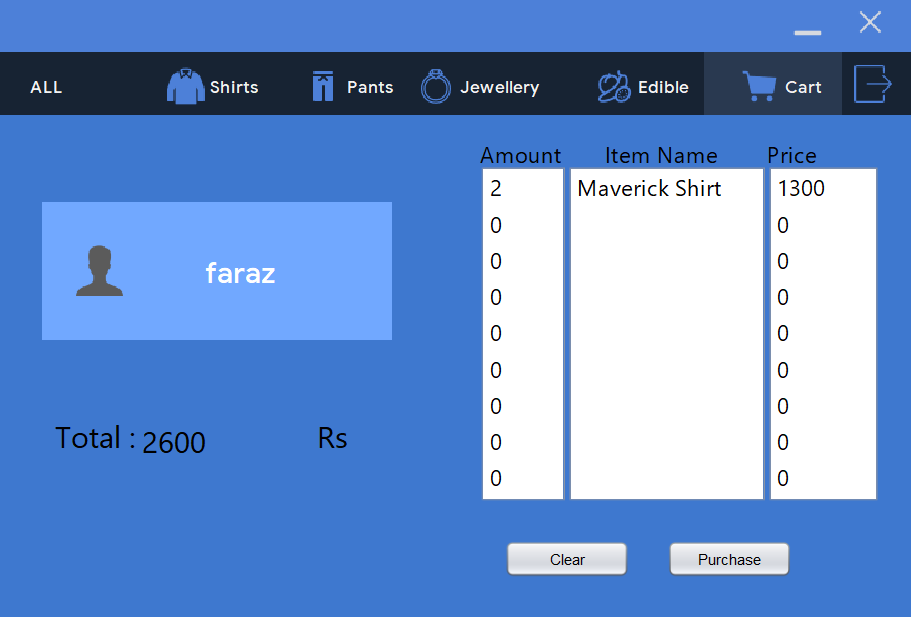 ALL Shirts Pants Jewellery Edible Cart
Amount Item Name Price
2 Maverick Shirt 1300
0 0
0 0
faraz
0 0
0 0
0 0
0 0
Total : 2600 Rs
0 0
0 0
Clear Purchase